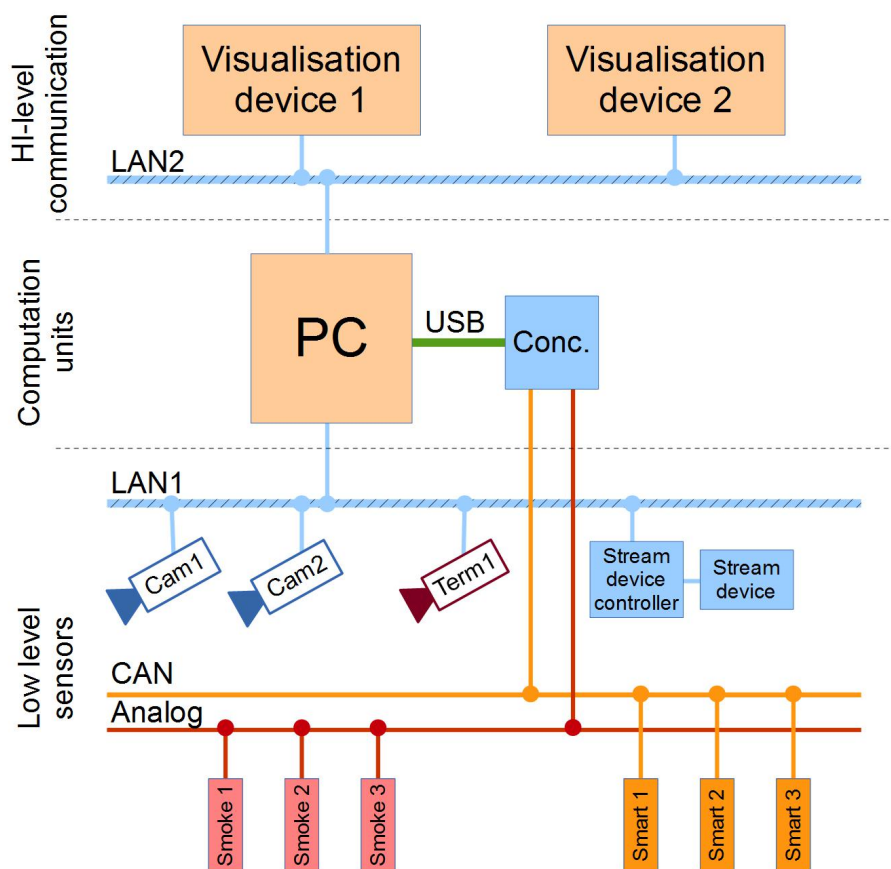 HI-level
communication
Visualisation
device 1
Visualisation
device 2
LAN2
Computation
units
PC
USB
Conc.
Low level
sensors
LAN1
Cam1
Cam2
Term1
Stream
device
controller
Stream
device
CAN
Analog
Smoke 1
Smoke 2
Smoke 3
Smart 1
Smart 2
Smart 3